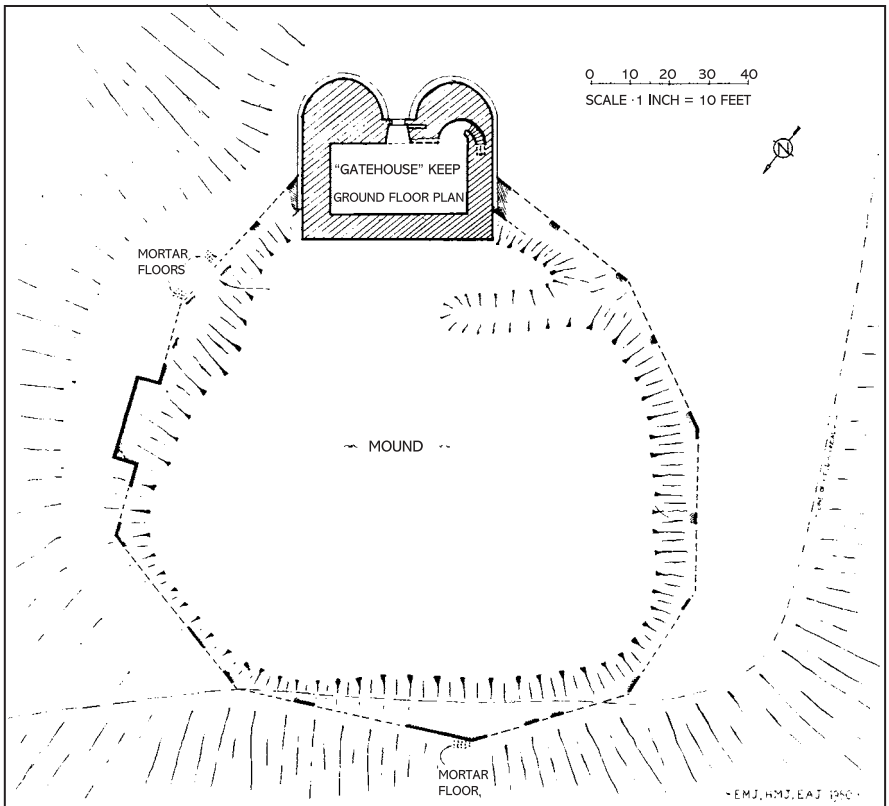 0 10 20 30 40
SCALE · 1 INCH = 10 FEET
N
"GATEHOUSE" KEEP
GROUND FLOOR PLAN
MORTAR
FLOORS
MOUND
MORTAR
FLOOR,
EMJ, HMJ, EAJ 1950